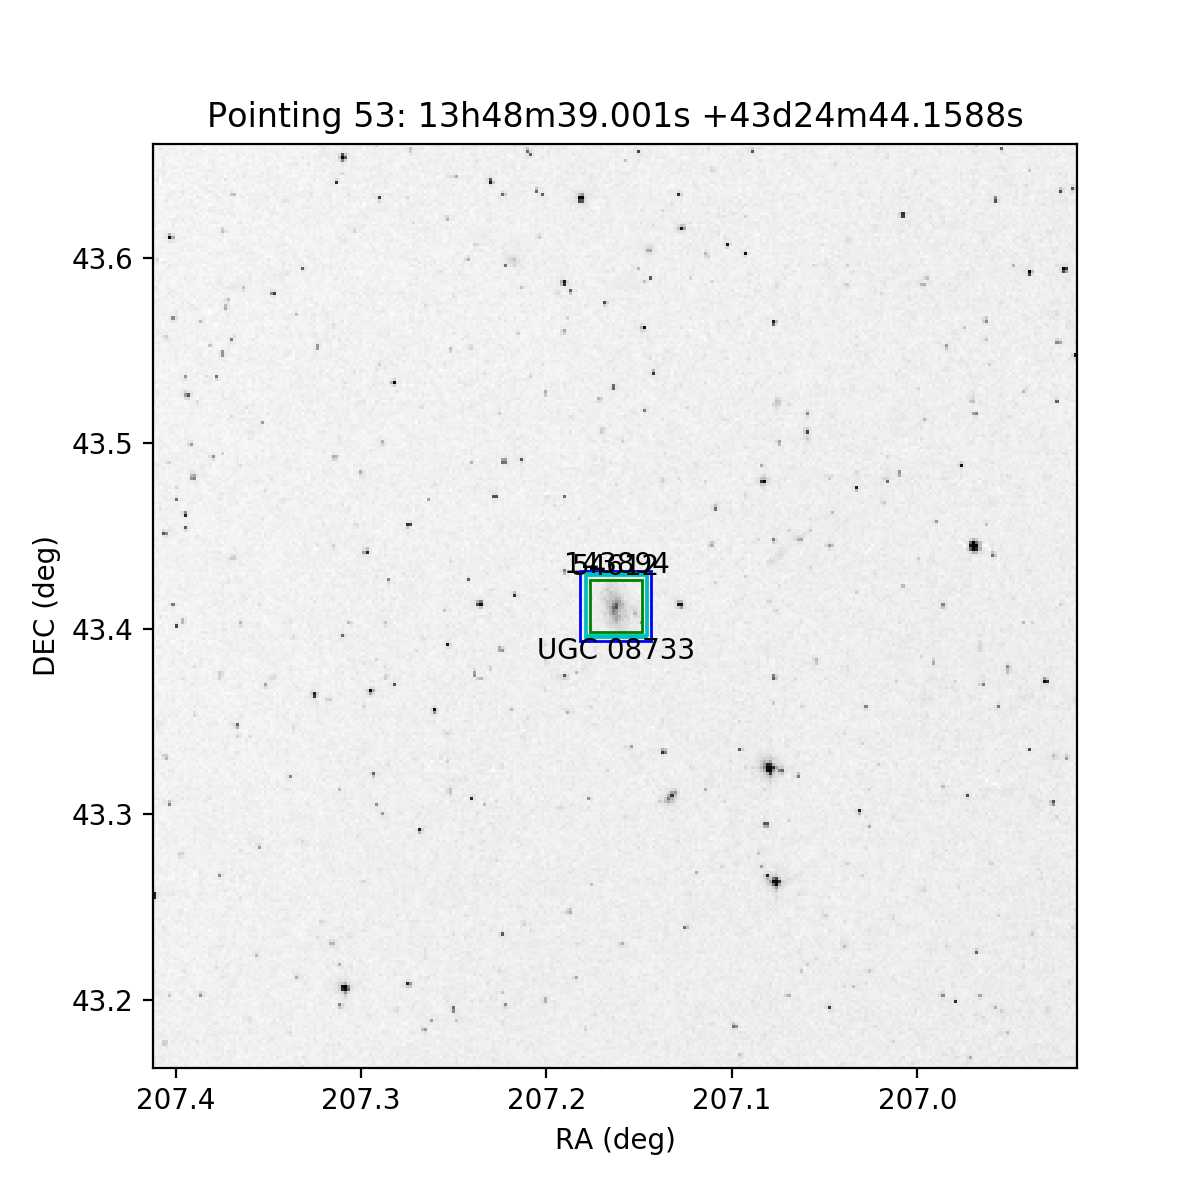 Pointing 53: 13h48m39.001s +43d24m44.1588s
43.6
43.5
DEC (deg)
UGC 08733
43.4
43.3
43.2
207.4 207.3 207.2 207.1 207.0
RA (deg)